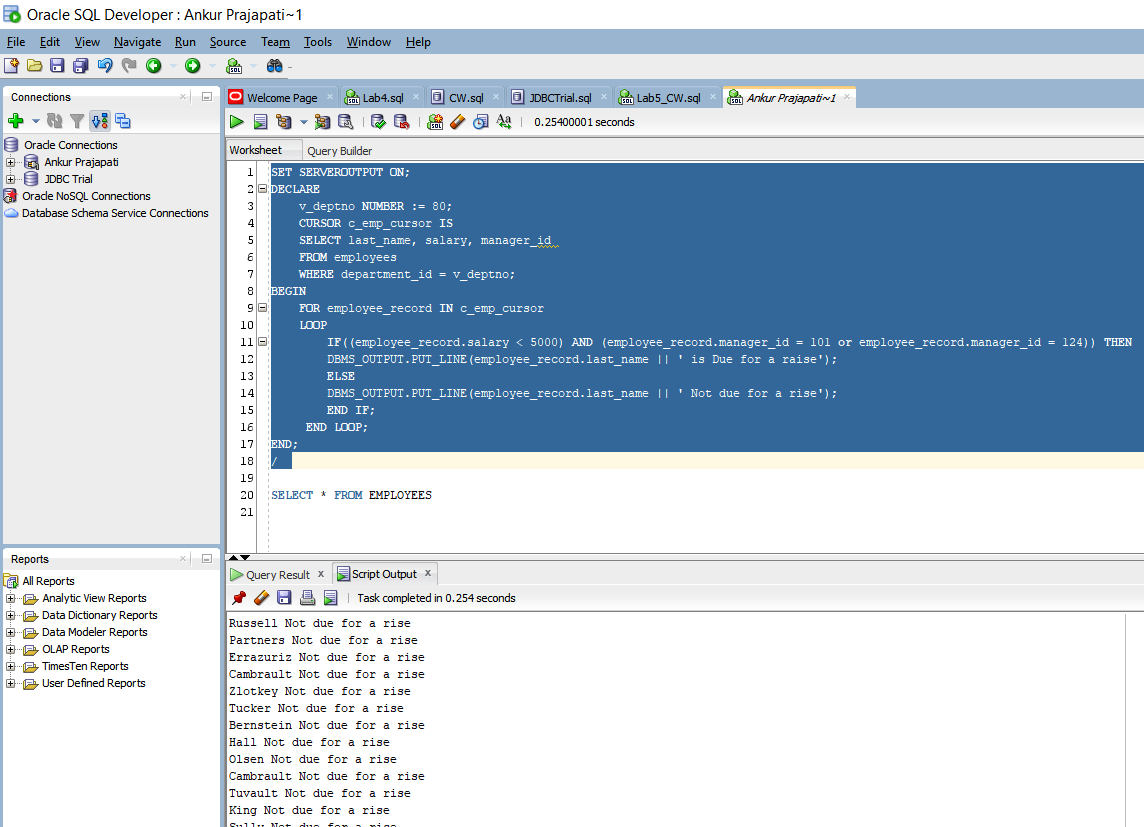 Oracle SQL Developer : Ankur Prajapati~1
File Edit View Navigate Run Source Team Tools Window Help
Connections
Oracle Connections
Ankur Prajapati
JDBC Trial
Oracle NoSQL Connections
Database Schema Service Connections
Reports
All Reports
Analytic View Reports
Data Dictionary Reports
Data Modeler Reports
OLAP Reports
TimesTen Reports
User Defined Reports
Welcome Page Lab4.sql CW.sql JDBCTrial.sql Lab5_CW.sql Ankur Prajapati~1
0.25400001 seconds
Worksheet Query Builder
1 SET SERVEROUTPUT ON;
2 DECLARE
3 v_deptno NUMBER := 80;
4 CURSOR c_emp_cursor IS
5 SELECT last_name, salary, manager_id
6 FROM employees
7 WHERE department_id = v_deptno;
8 BEGIN
9 FOR employee_record IN c_emp_cursor
10 LOOP
11 IF((employee_record.salary < 5000) AND (employee_record.manager_id = 101 or employee_record.manager_id = 124)) THEN
12 DBMS_OUTPUT.PUT_LINE(employee_record.last_name || ' is Due for a raise');
13 ELSE
14 DBMS_OUTPUT.PUT_LINE(employee_record.last_name || ' Not due for a rise');
15 END IF;
16 END LOOP;
17 END;
18 /
19
20 SELECT * FROM EMPLOYEES
21
Query Result x Script Output x
Task completed in 0.254 seconds
Russell Not due for a rise
Partners Not due for a rise
Errazuriz Not due for a rise
Cambrault Not due for a rise
Zlotkey Not due for a rise
Tucker Not due for a rise
Bernstein Not due for a rise
Hall Not due for a rise
Olsen Not due for a rise
Cambrault Not due for a rise
Tuvault Not due for a rise
King Not due for a rise
Sully Not due for a rise